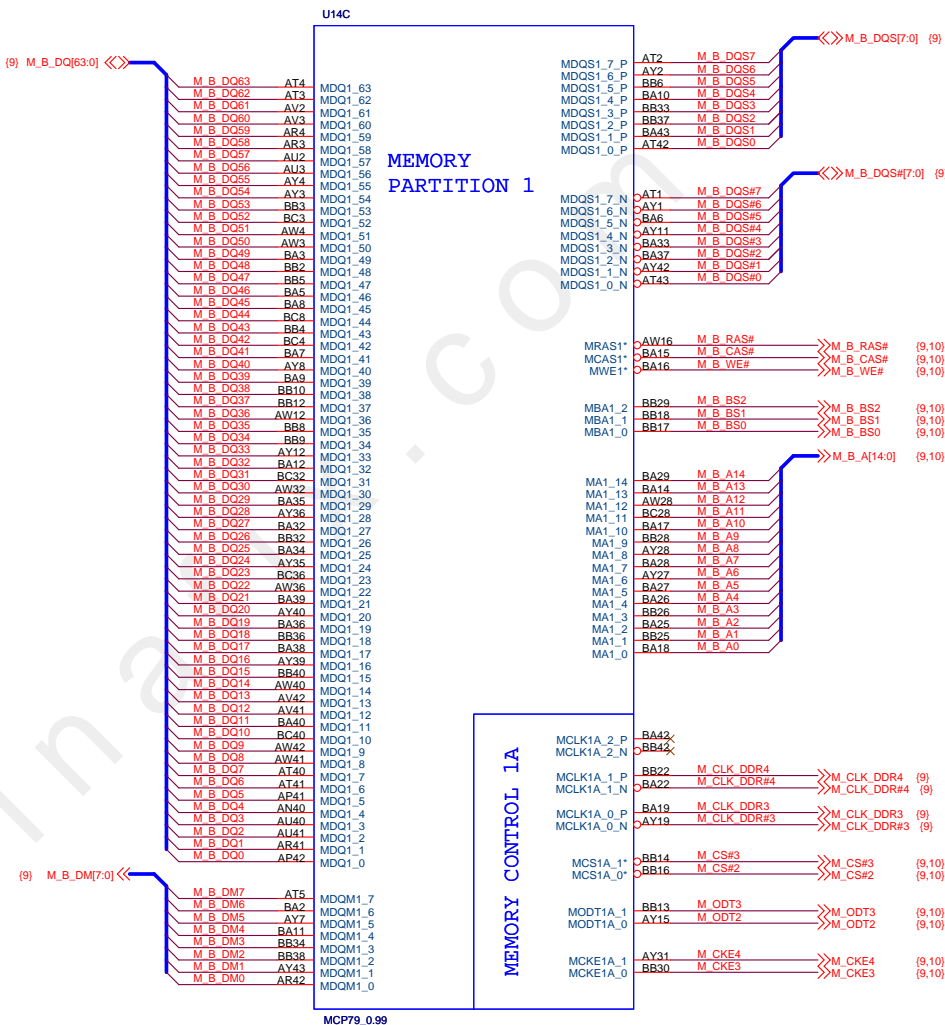 U14C
{9} M_B_DQ[63:0]
M_B_DQ63 AT4 MDQ1_63
M_B_DQ62 AT3 MDQ1_62
M_B_DQ61 AV2 MDQ1_61
M_B_DQ60 AV3 MDQ1_60
M_B_DQ59 AR4 MDQ1_59
M_B_DQ58 AR3 MDQ1_58
M_B_DQ57 AU2 MDQ1_57
M_B_DQ56 AU3 MDQ1_56
M_B_DQ55 AY4 MDQ1_55
M_B_DQ54 AY3 MDQ1_54
M_B_DQ53 BB3 MDQ1_53
M_B_DQ52 BC3 MDQ1_52
M_B_DQ51 AW4 MDQ1_51
M_B_DQ50 AW3 MDQ1_50
M_B_DQ49 BA3 MDQ1_49
M_B_DQ48 BB2 MDQ1_48
M_B_DQ47 BB5 MDQ1_47
M_B_DQ46 BA5 MDQ1_46
M_B_DQ45 BA8 MDQ1_45
M_B_DQ44 BC8 MDQ1_44
M_B_DQ43 BB4 MDQ1_43
M_B_DQ42 BC4 MDQ1_42
M_B_DQ41 BA7 MDQ1_41
M_B_DQ40 AY8 MDQ1_40
M_B_DQ39 BA9 MDQ1_39
M_B_DQ38 BB10 MDQ1_38
M_B_DQ37 BB12 MDQ1_37
M_B_DQ36 AW12 MDQ1_36
M_B_DQ35 BB8 MDQ1_35
M_B_DQ34 BB9 MDQ1_34
M_B_DQ33 AY12 MDQ1_33
M_B_DQ32 BA12 MDQ1_32
M_B_DQ31 BC32 MDQ1_31
M_B_DQ30 AW32 MDQ1_30
M_B_DQ29 BA35 MDQ1_29
M_B_DQ28 AY36 MDQ1_28
M_B_DQ27 BA32 MDQ1_27
M_B_DQ26 BB32 MDQ1_26
M_B_DQ25 BA34 MDQ1_25
M_B_DQ24 AY35 MDQ1_24
M_B_DQ23 BC36 MDQ1_23
M_B_DQ22 AW36 MDQ1_22
M_B_DQ21 BA39 MDQ1_21
M_B_DQ20 AY40 MDQ1_20
M_B_DQ19 BA36 MDQ1_19
M_B_DQ18 BB36 MDQ1_18
M_B_DQ17 BA38 MDQ1_17
M_B_DQ16 AY39 MDQ1_16
M_B_DQ15 BB40 MDQ1_15
M_B_DQ14 AW40 MDQ1_14
M_B_DQ13 AV42 MDQ1_13
M_B_DQ12 AV41 MDQ1_12
M_B_DQ11 BA40 MDQ1_11
M_B_DQ10 BC40 MDQ1_10
M_B_DQ9 AW42 MDQ1_9
M_B_DQ8 AW41 MDQ1_8
M_B_DQ7 AT40 MDQ1_7
M_B_DQ6 AT41 MDQ1_6
M_B_DQ5 AP41 MDQ1_5
M_B_DQ4 AN40 MDQ1_4
M_B_DQ3 AU40 MDQ1_3
M_B_DQ2 AU41 MDQ1_2
M_B_DQ1 AR41 MDQ1_1
M_B_DQ0 AP42 MDQ1_0
{9} M_B_DM[7:0]
M_B_DM7 AT5 MDQM1_7
M_B_DM6 BA2 MDQM1_6
M_B_DM5 AY7 MDQM1_5
M_B_DM4 BA11 MDQM1_4
M_B_DM3 BB34 MDQM1_3
M_B_DM2 BB38 MDQM1_2
M_B_DM1 AY43 MDQM1_1
M_B_DM0 AR42 MDQM1_0
MEMORY
PARTITION 1
M_B_DQS[7:0] {9}
MDQS1_7_P AT2 M_B_DQS7
MDQS1_6_P AY2 M_B_DQS6
MDQS1_5_P BB6 M_B_DQS5
MDQS1_4_P BA10 M_B_DQS4
MDQS1_3_P BB33 M_B_DQS3
MDQS1_2_P BB37 M_B_DQS2
MDQS1_1_P BA43 M_B_DQS1
MDQS1_0_P AT42 M_B_DQS0
M_B_DQS#[7:0] {9
MDQS1_7_N AT1 M_B_DQS#7
MDQS1_6_N AY1 M_B_DQS#6
MDQS1_5_N BA6 M_B_DQS#5
MDQS1_4_N AY11 M_B_DQS#4
MDQS1_3_N BA33 M_B_DQS#3
MDQS1_2_N BA37 M_B_DQS#2
MDQS1_1_N AY42 M_B_DQS#1
MDQS1_0_N AT43 M_B_DQS#0
MRAS1* AW16 M_B_RAS# M_B_RAS# {9,10}
MCAS1* BA15 M_B_CAS# M_B_CAS# {9,10}
MWE1* BA16 M_B_WE# M_B_WE# {9,10}
MBA1_2 BB29 M_B_BS2 M_B_BS2 {9,10}
MBA1_1 BB18 M_B_BS1 M_B_BS1 {9,10}
MBA1_0 BB17 M_B_BS0 M_B_BS0 {9,10}
M_B_A[14:0] {9,10}
MA1_14 BA29 M_B_A14
MA1_13 BA14 M_B_A13
MA1_12 AW28 M_B_A12
MA1_11 BC28 M_B_A11
MA1_10 BA17 M_B_A10
MA1_9 BB28 M_B_A9
MA1_8 AY28 M_B_A8
MA1_7 BA28 M_B_A7
MA1_6 AY27 M_B_A6
MA1_5 BA27 M_B_A5
MA1_4 BA26 M_B_A4
MA1_3 BB26 M_B_A3
MA1_2 BA25 M_B_A2
MA1_1 BB25 M_B_A1
MA1_0 BA18 M_B_A0
MEMORY CONTROL 1A
MCLK1A_2_P BA42
MCLK1A_2_N BB42
MCLK1A_1_P BB22 M_CLK_DDR4 M_CLK_DDR4 {9}
MCLK1A_1_N BA22 M_CLK_DDR#4 M_CLK_DDR#4 {9}
MCLK1A_0_P BA19 M_CLK_DDR3 M_CLK_DDR3 {9}
MCLK1A_0_N AY19 M_CLK_DDR#3 M_CLK_DDR#3 {9}
MCS1A_1* BB14 M_CS#3 M_CS#3 {9,10}
MCS1A_0* BB16 M_CS#2 M_CS#2 {9,10}
MODT1A_1 BB13 M_ODT3 M_ODT3 {9,10}
MODT1A_0 AY15 M_ODT2 M_ODT2 {9,10}
MCKE1A_1 AY31 M_CKE4 M_CKE4 {9,10}
MCKE1A_0 BB30 M_CKE3 M_CKE3 {9,10}
MCP79_0.99